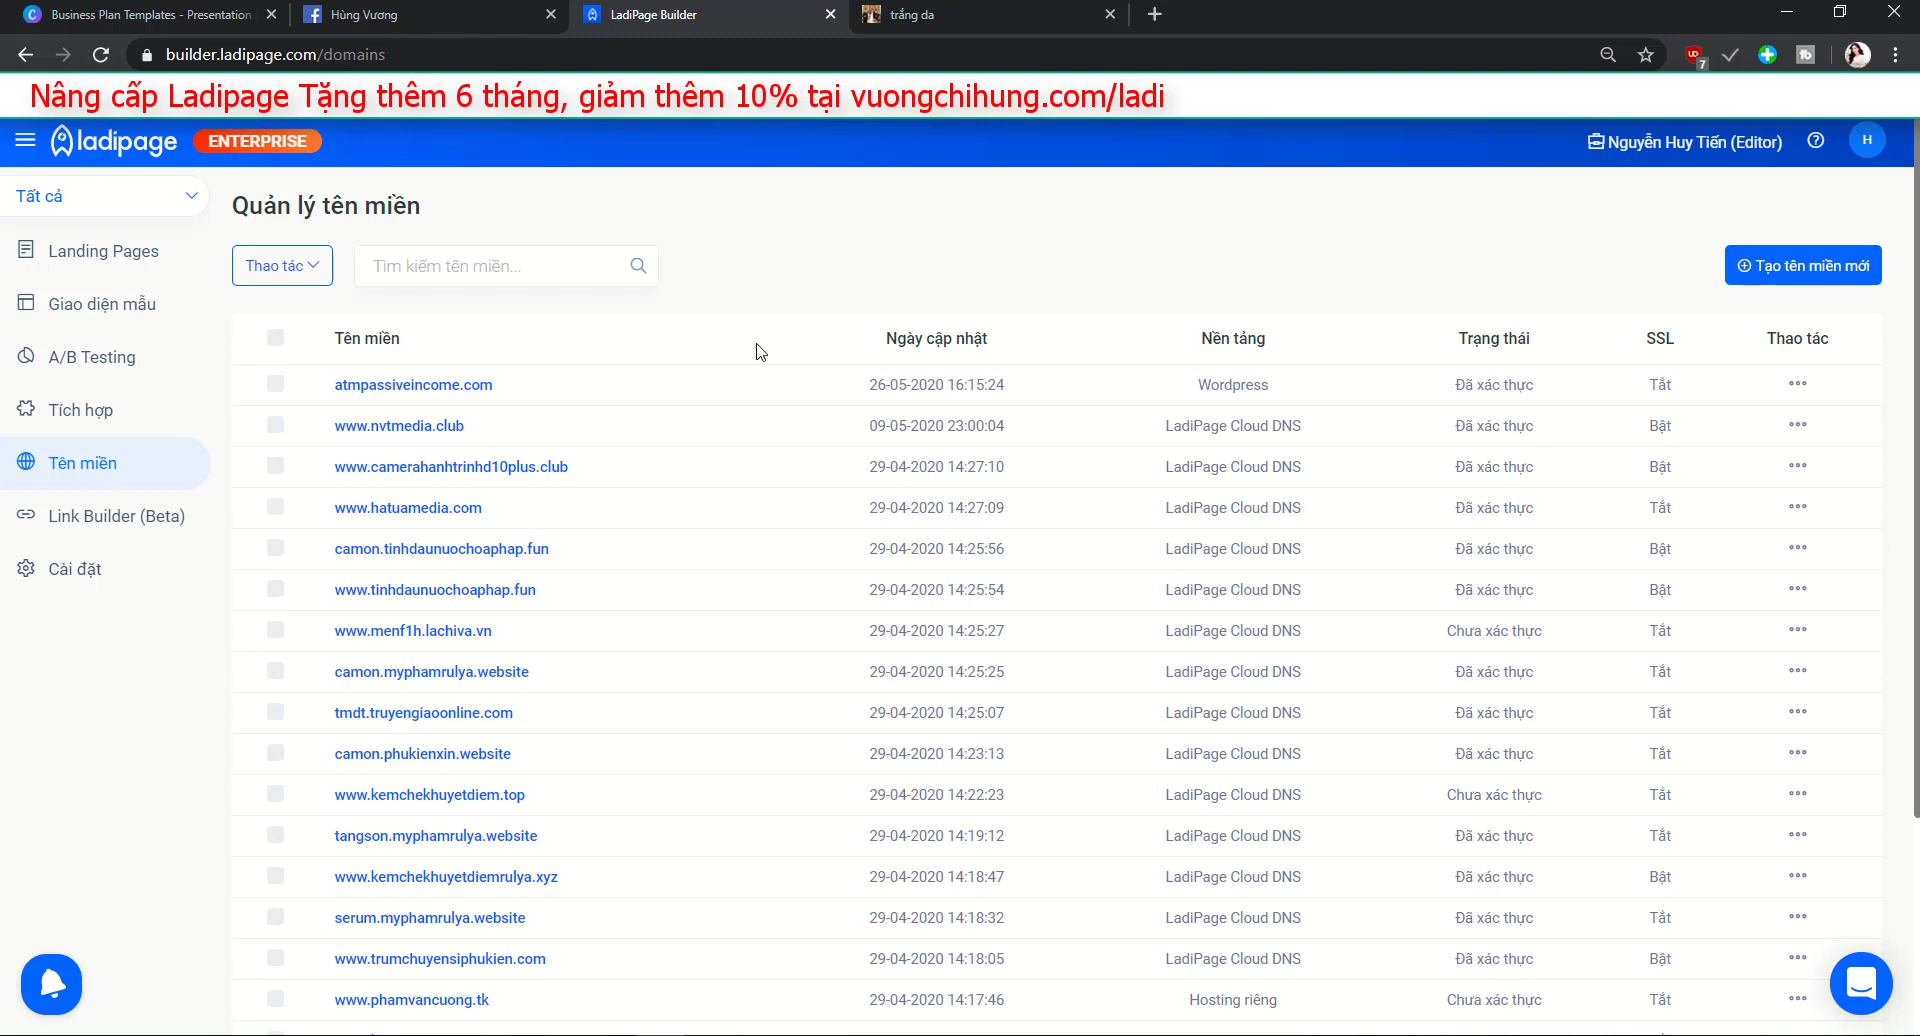 Business Plan Templates - Presentation
Hùng Vương
LadiPage Builder
trắng da
builder.ladipage.com/domains
7
Nâng cấp Ladipage Tặng thêm 6 tháng, giảm thêm 10% tại vuongchihung.com/ladi
ladipage
ENTERPRISE
Nguyễn Huy Tiến (Editor)
H
Tất cả
Landing Pages
Giao diện mẫu
A/B Testing
Tích hợp
Tên miền
Link Builder (Beta)
Cài đặt
Quản lý tên miền
Thao tác
Tìm kiếm tên miền...
Tạo tên miền mới
Tên miền Ngày cập nhật Nền tảng Trạng thái SSL Thao tác
atmpassiveincome.com 26-05-2020 16:15:24 Wordpress Đã xác thực Tắt
www.nvtmedia.club 09-05-2020 23:00:04 LadiPage Cloud DNS Đã xác thực Bật
www.camerahanhtrinhd10plus.club 29-04-2020 14:27:10 LadiPage Cloud DNS Đã xác thực Bật
www.hatuamedia.com 29-04-2020 14:27:09 LadiPage Cloud DNS Đã xác thực Tắt
camon.tinhdaunuochoaphap.fun 29-04-2020 14:25:56 LadiPage Cloud DNS Đã xác thực Bật
www.tinhdaunuochoaphap.fun 29-04-2020 14:25:54 LadiPage Cloud DNS Đã xác thực Bật
www.menf1h.lachiva.vn 29-04-2020 14:25:27 LadiPage Cloud DNS Chưa xác thực Tắt
camon.myphamrulya.website 29-04-2020 14:25:25 LadiPage Cloud DNS Đã xác thực Tắt
tmdt.truyengiaoonline.com 29-04-2020 14:25:07 LadiPage Cloud DNS Đã xác thực Tắt
camon.phukienxin.website 29-04-2020 14:23:13 LadiPage Cloud DNS Đã xác thực Tắt
www.kemchekhuyetdiem.top 29-04-2020 14:22:23 LadiPage Cloud DNS Chưa xác thực Tắt
tangson.myphamrulya.website 29-04-2020 14:19:12 LadiPage Cloud DNS Đã xác thực Tắt
www.kemchekhuyetdiemrulya.xyz 29-04-2020 14:18:47 LadiPage Cloud DNS Đã xác thực Bật
serum.myphamrulya.website 29-04-2020 14:18:32 LadiPage Cloud DNS Đã xác thực Tắt
www.trumchuyensiphukien.com 29-04-2020 14:18:05 LadiPage Cloud DNS Đã xác thực Bật
www.phamvancuong.tk 29-04-2020 14:17:46 Hosting riêng Chưa xác thực Tắt